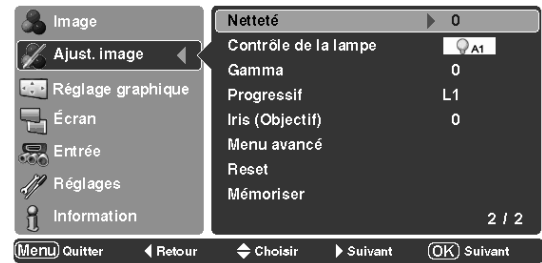 Image
Ajust. image
Réglage graphique
Écran
Entrée
Réglages
Information
Netteté 0
Contrôle de la lampe A1
Gamma 0
Progressif L1
Iris (Objectif) 0
Menu avancé
Reset
Mémoriser
2 / 2
Menu Quitter Retour Choisir Suivant OK Suivant